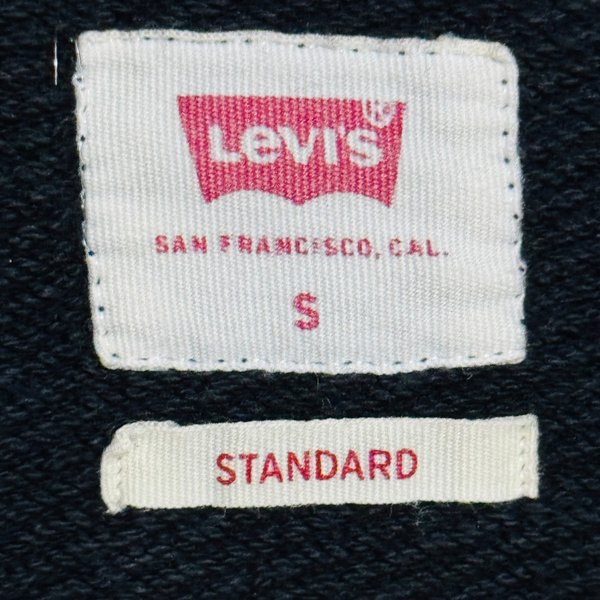 Levi's®
SAN FRANCISCO, CAL.
S
STANDARD